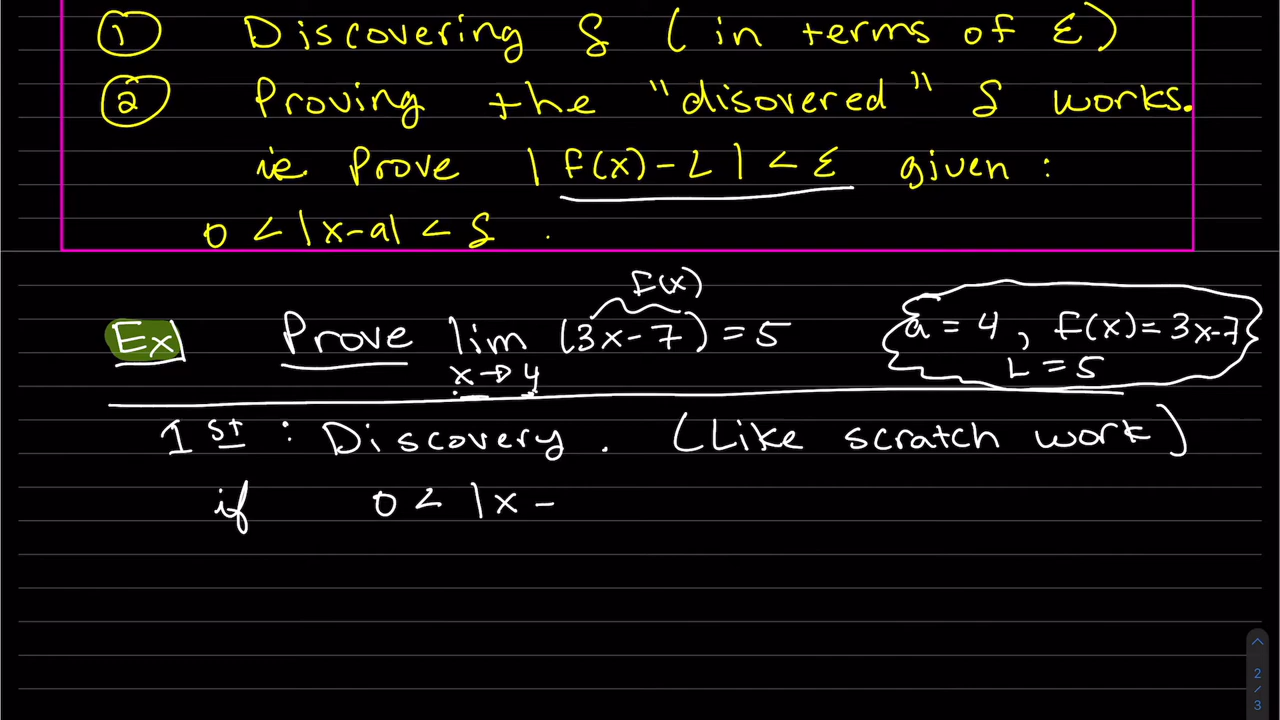 ① Discovering δ (in terms of ε)
② Proving the "disovered" δ works.
ie Prove |f(x)-L| < ε given :
0 < |x-a| < δ .
f(x)
Ex Prove lim (3x-7) = 5
x→4
a = 4, f(x) = 3x-7
L = 5
1st : Discovery. (Like scratch work)
if 0 < |x -
2
/
3